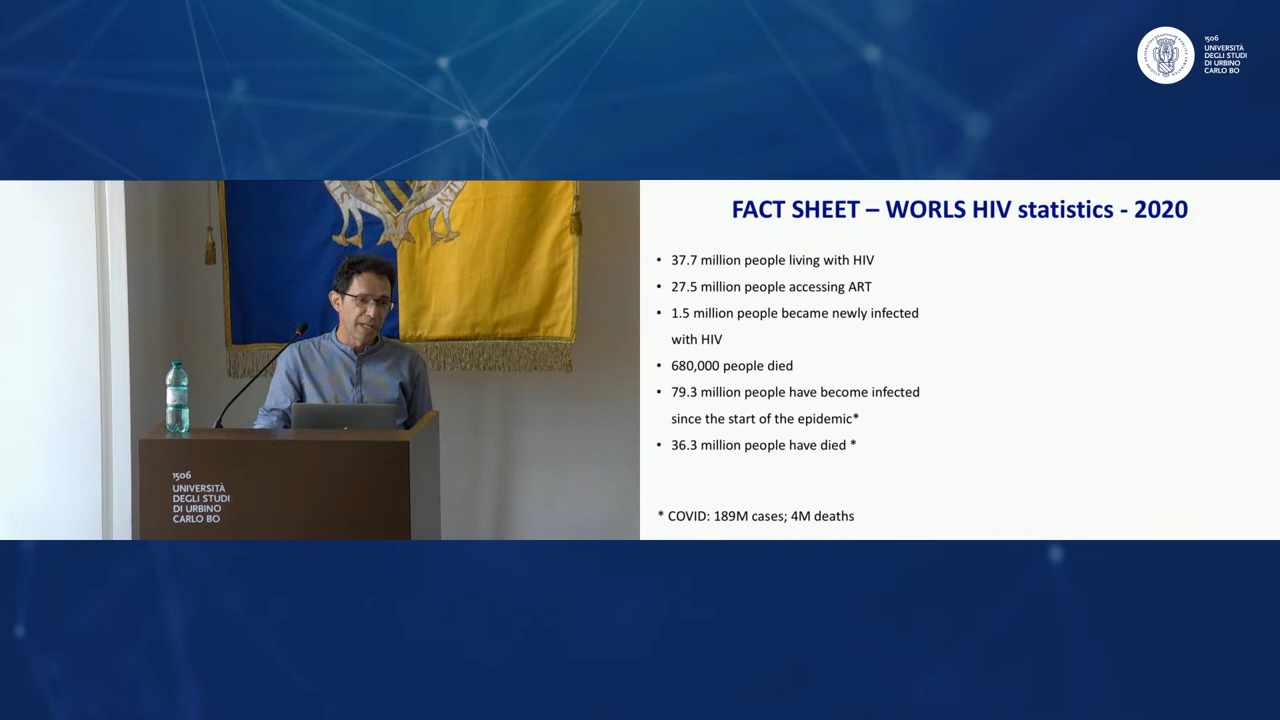 1506
UNIVERSITÀ
DEGLI STUDI
DI URBINO
CARLO BO
FACT SHEET – WORLS HIV statistics - 2020
• 37.7 million people living with HIV
• 27.5 million people accessing ART
• 1.5 million people became newly infected
with HIV
• 680,000 people died
• 79.3 million people have become infected
since the start of the epidemic*
• 36.3 million people have died *
* COVID: 189M cases; 4M deaths
1506
UNIVERSITÀ
DEGLI STUDI
DI URBINO
CARLO BO